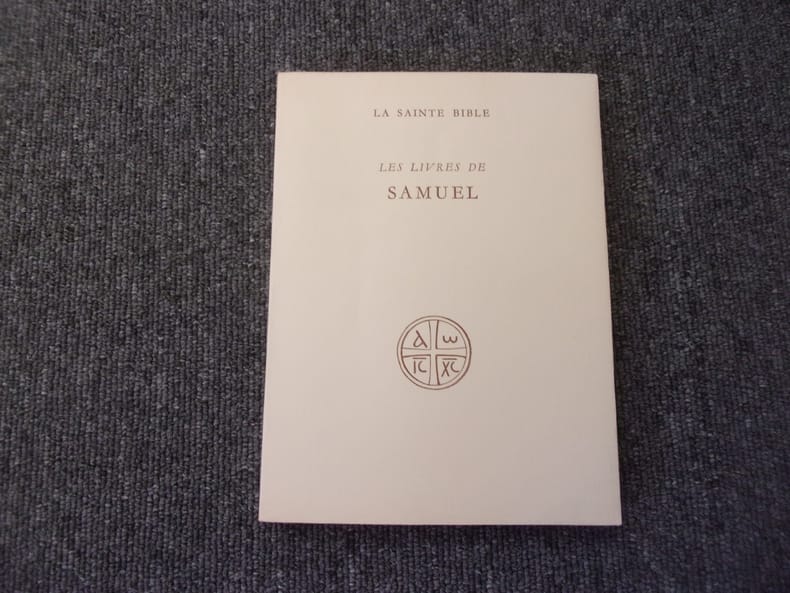 LA SAINTE BIBLE
LES LIVRES DE
SAMUEL
α ω
IC XC